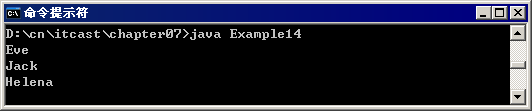 命令提示符
D:\cn\itcast\chapter07>java Example14
Eve
Jack
Helena